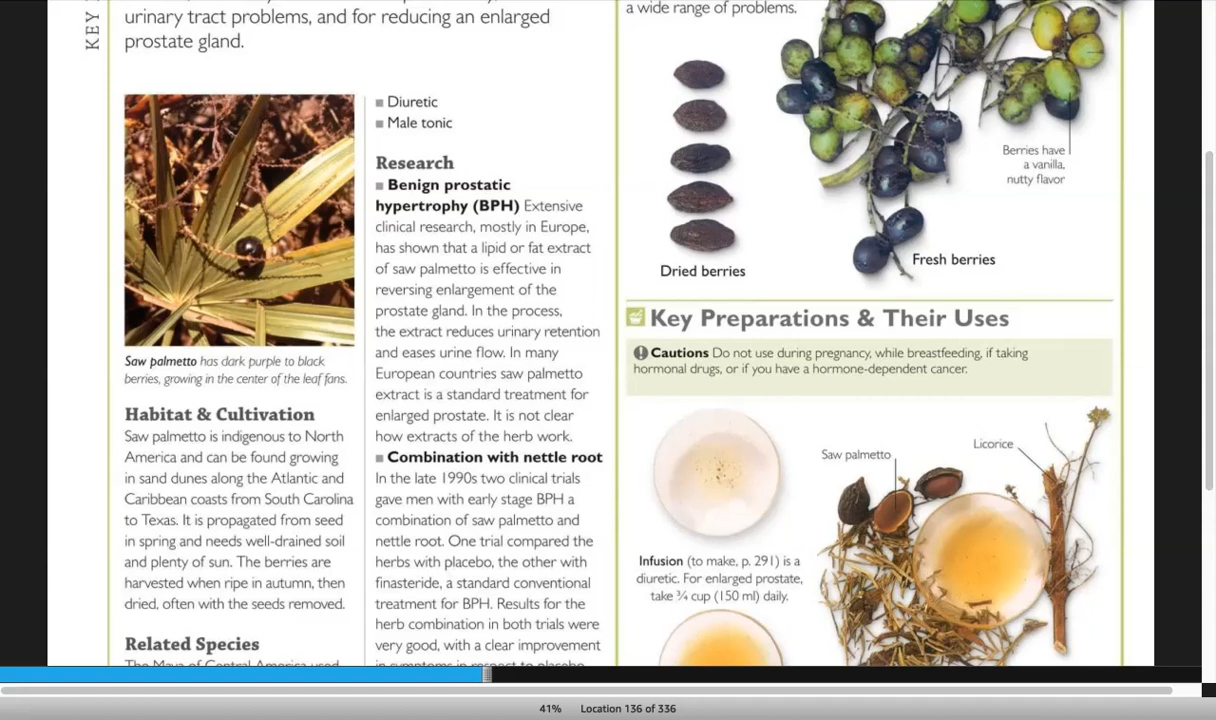 KEY
urinary tract problems, and for reducing an enlarged
prostate gland.
Saw palmetto has dark purple to black
berries, growing in the center of the leaf fans.
Habitat & Cultivation
Saw palmetto is indigenous to North
America and can be found growing
in sand dunes along the Atlantic and
Caribbean coasts from South Carolina
to Texas. It is propagated from seed
in spring and needs well-drained soil
and plenty of sun. The berries are
harvested when ripe in autumn, then
dried, often with the seeds removed.
Related Species
The Maya of Central America used
■ Diuretic
■ Male tonic
Research
■ Benign prostatic
hypertrophy (BPH) Extensive
clinical research, mostly in Europe,
has shown that a lipid or fat extract
of saw palmetto is effective in
reversing enlargement of the
prostate gland. In the process,
the extract reduces urinary retention
and eases urine flow. In many
European countries saw palmetto
extract is a standard treatment for
enlarged prostate. It is not clear
how extracts of the herb work.
■ Combination with nettle root
In the late 1990s two clinical trials
gave men with early stage BPH a
combination of saw palmetto and
nettle root. One trial compared the
herbs with placebo, the other with
finasteride, a standard conventional
treatment for BPH. Results for the
herb combination in both trials were
very good, with a clear improvement
in symptoms in respect to placebo
a wide range of problems.
Berries have
a vanilla,
nutty flavor
Dried berries
Fresh berries
Key Preparations & Their Uses
Cautions Do not use during pregnancy, while breastfeeding, if taking
hormonal drugs, or if you have a hormone-dependent cancer.
Saw palmetto
Licorice
Infusion (to make, p. 291) is a
diuretic. For enlarged prostate,
take ¾ cup (150 ml) daily.
41% Location 136 of 336